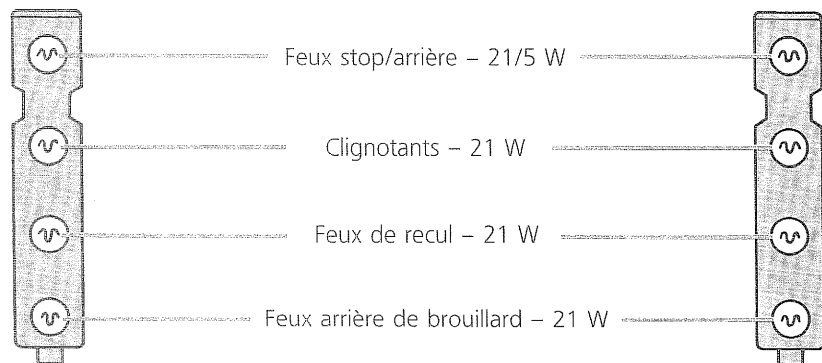 Feux stop/arrière – 21/5 W
Clignotants – 21 W
Feux de recul – 21 W
Feux arrière de brouillard – 21 W